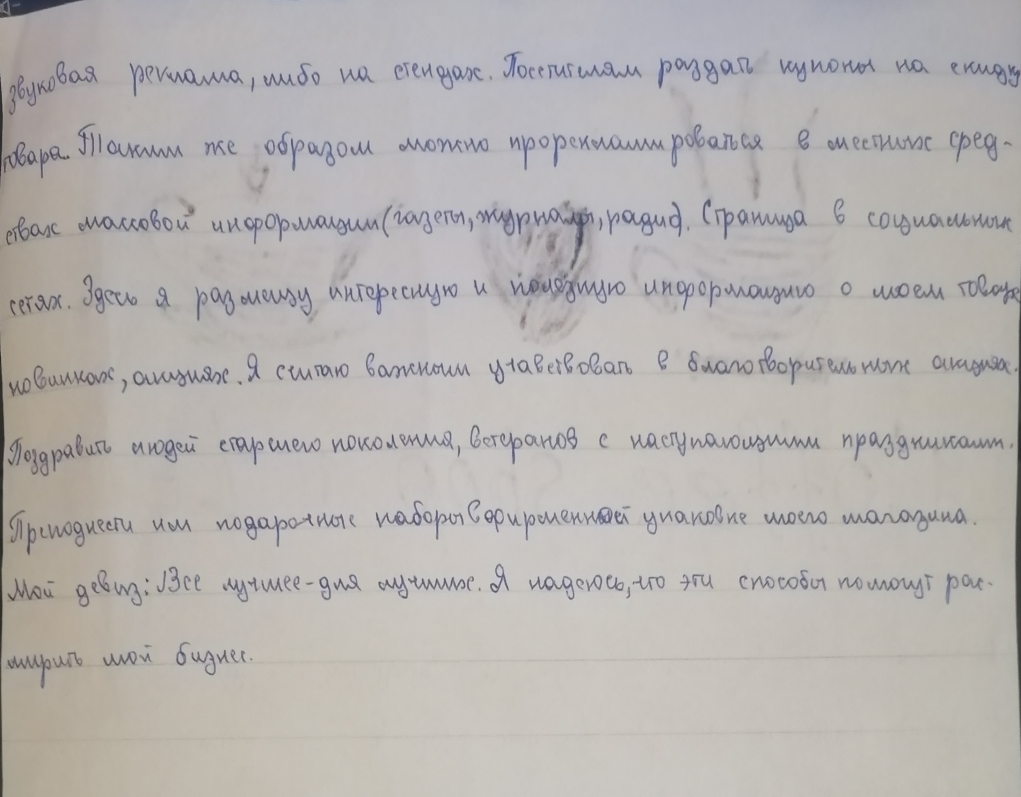 звуковая реклама, либо на стендах. Посетителям раздать купоны на скидку
товара. Таким же образом можно прорекламироваться в местных сред-
ствах массовой информации (газеты, журналы, радио). Страница в социальных
сетях. Здесь я размещу интересную и полезную информацию о моем товаре
новинках, акциях. Я считаю важным учавствовать в благотворительных акциях.
Поздравить людей старшего поколения, ветеранов с наступающими праздниками.
Преподнести им подарочные наборы в фирменной упаковке моего магазина.
Мой девиз: Все лучшее - для лучших. Я надеюсь, что эти способы помогут рас-
ширить мой бизнес.